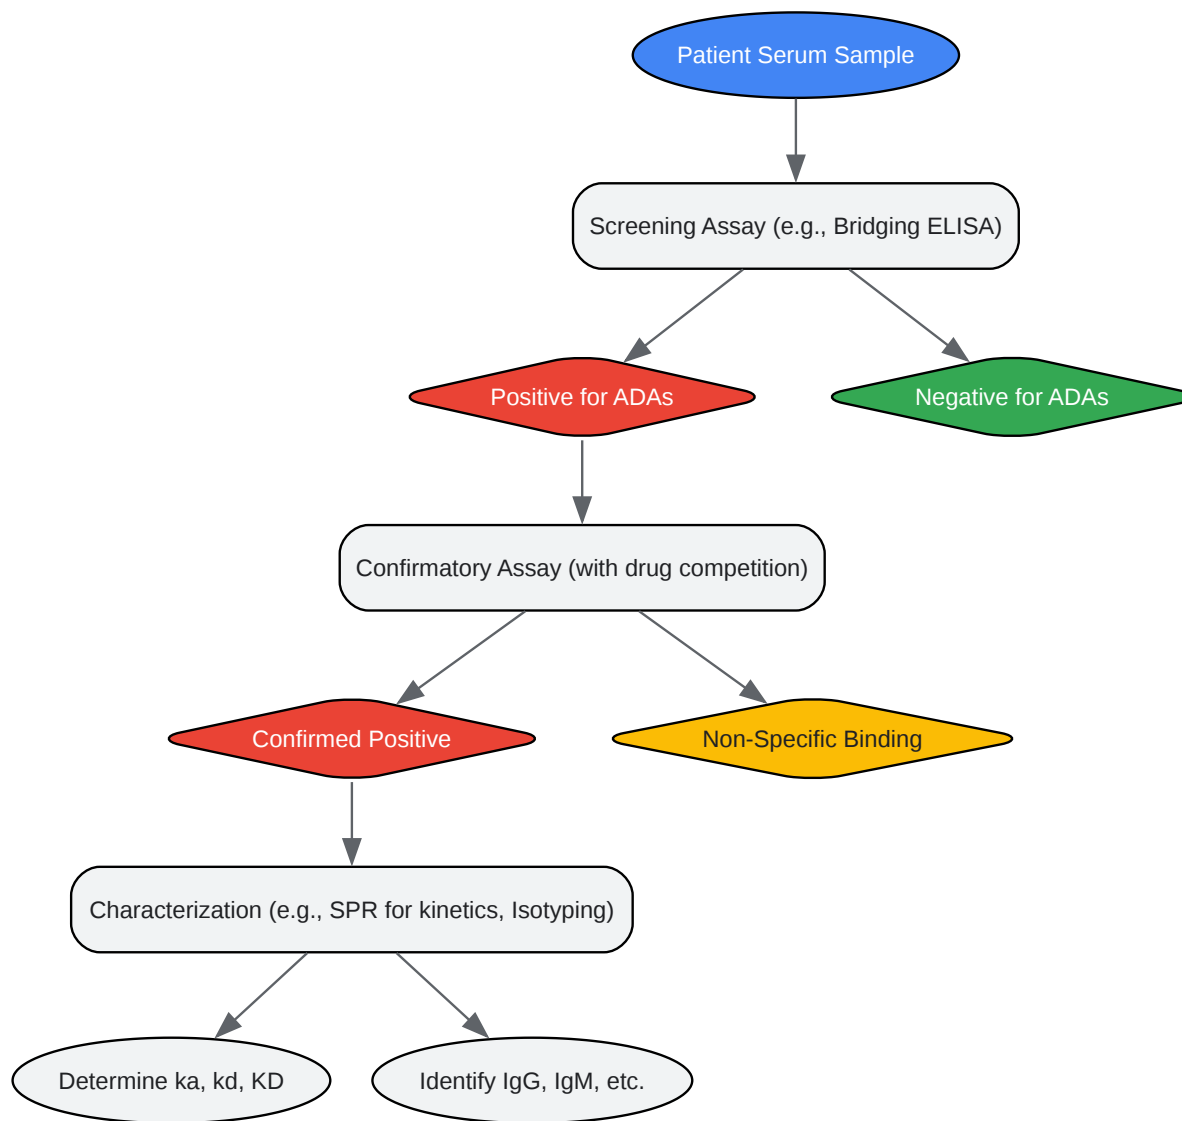 Patient Serum Sample
Screening Assay (e.g., Bridging ELISA)
Positive for ADAs
Negative for ADAs
Confirmatory Assay (with drug competition)
Confirmed Positive
Non-Specific Binding
Characterization (e.g., SPR for kinetics, Isotyping)
Determine ka, kd, KD
Identify IgG, IgM, etc.